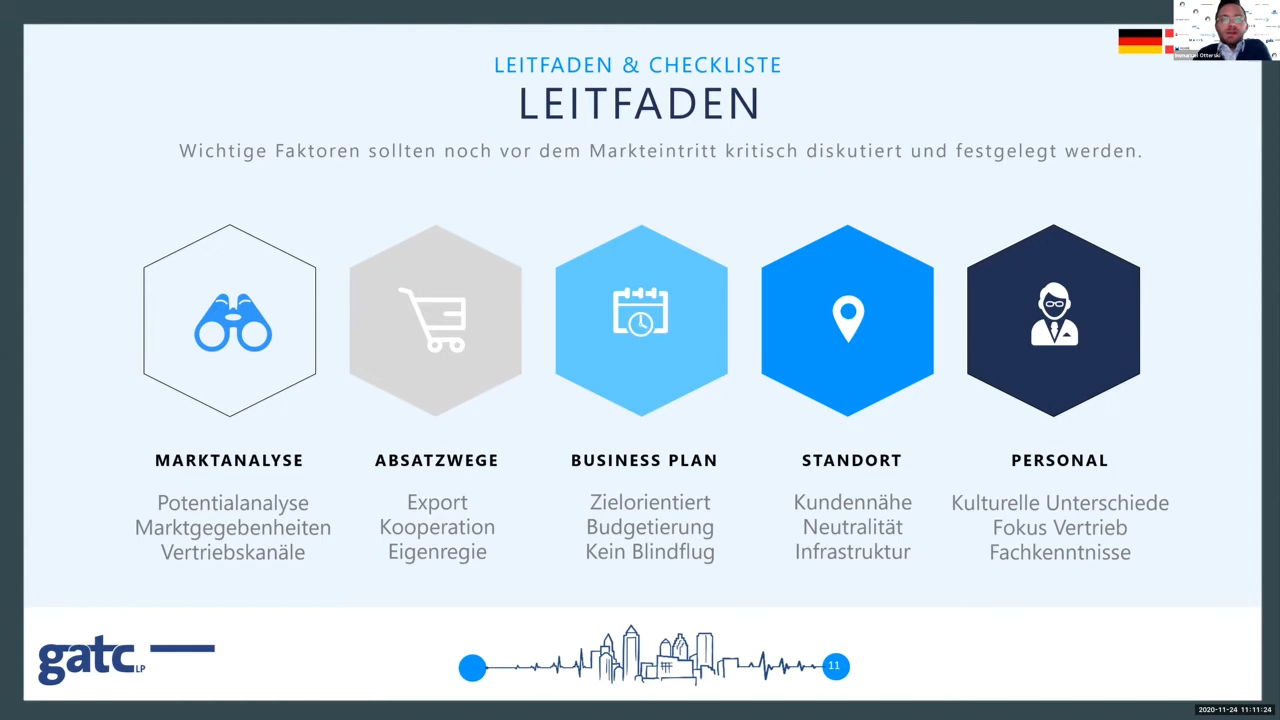 LEITFADEN & CHECKLISTE
LEITFADEN
Wichtige Faktoren sollten noch vor dem Markteintritt kritisch diskutiert und festgelegt werden.
MARKTANALYSE
Potentialanalyse
Marktgegebenheiten
Vertriebskanäle
ABSATZWEGE
Export
Kooperation
Eigenregie
BUSINESS PLAN
Zielorientiert
Budgetierung
Kein Blindflug
STANDORT
Kundennähe
Neutralität
Infrastruktur
PERSONAL
Kulturelle Unterschiede
Fokus Vertrieb
Fachkenntnisse
gatc LP
11
gatc
2020-11-24 11:11:24